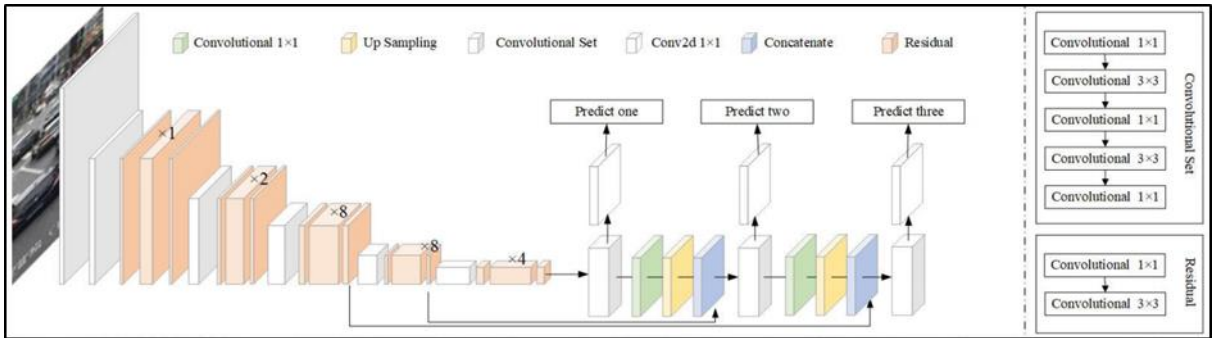 Convolutional 1×1
Up Sampling
Convolutional Set
Conv2d 1×1
Concatenate
Residual
×1
×2
×8
×8
×4
Predict one
Predict two
Predict three
Convolutional 1×1
Convolutional 3×3
Convolutional 1×1
Convolutional 3×3
Convolutional 1×1
Convolutional Set
Convolutional 1×1
Convolutional 3×3
Residual